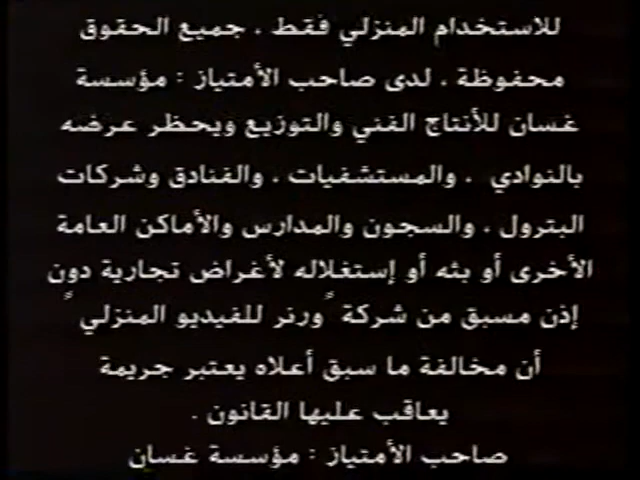 للاستخدام المنزلي فقط . جميع الحقوق
محفوظة . لدى صاحب الأمتياز : مؤسسة
غسان للأنتاج الفني والتوزيع ويحظر عرضه
بالنوادي . والمستشفيات . والفنادق وشركات
البترول . والسجون والمدارس والأماكن العامة
الأخرى أو بثه أو إستغلاله لأغراض تجارية دون
إذن مسبق من شركة ً ورنر للفيديو المنزلي ً
أن مخالفة ما سبق أعلاه يعتبر جريمة
يعاقب عليها القانون .
صاحب الأمتياز : مؤسسة غسان